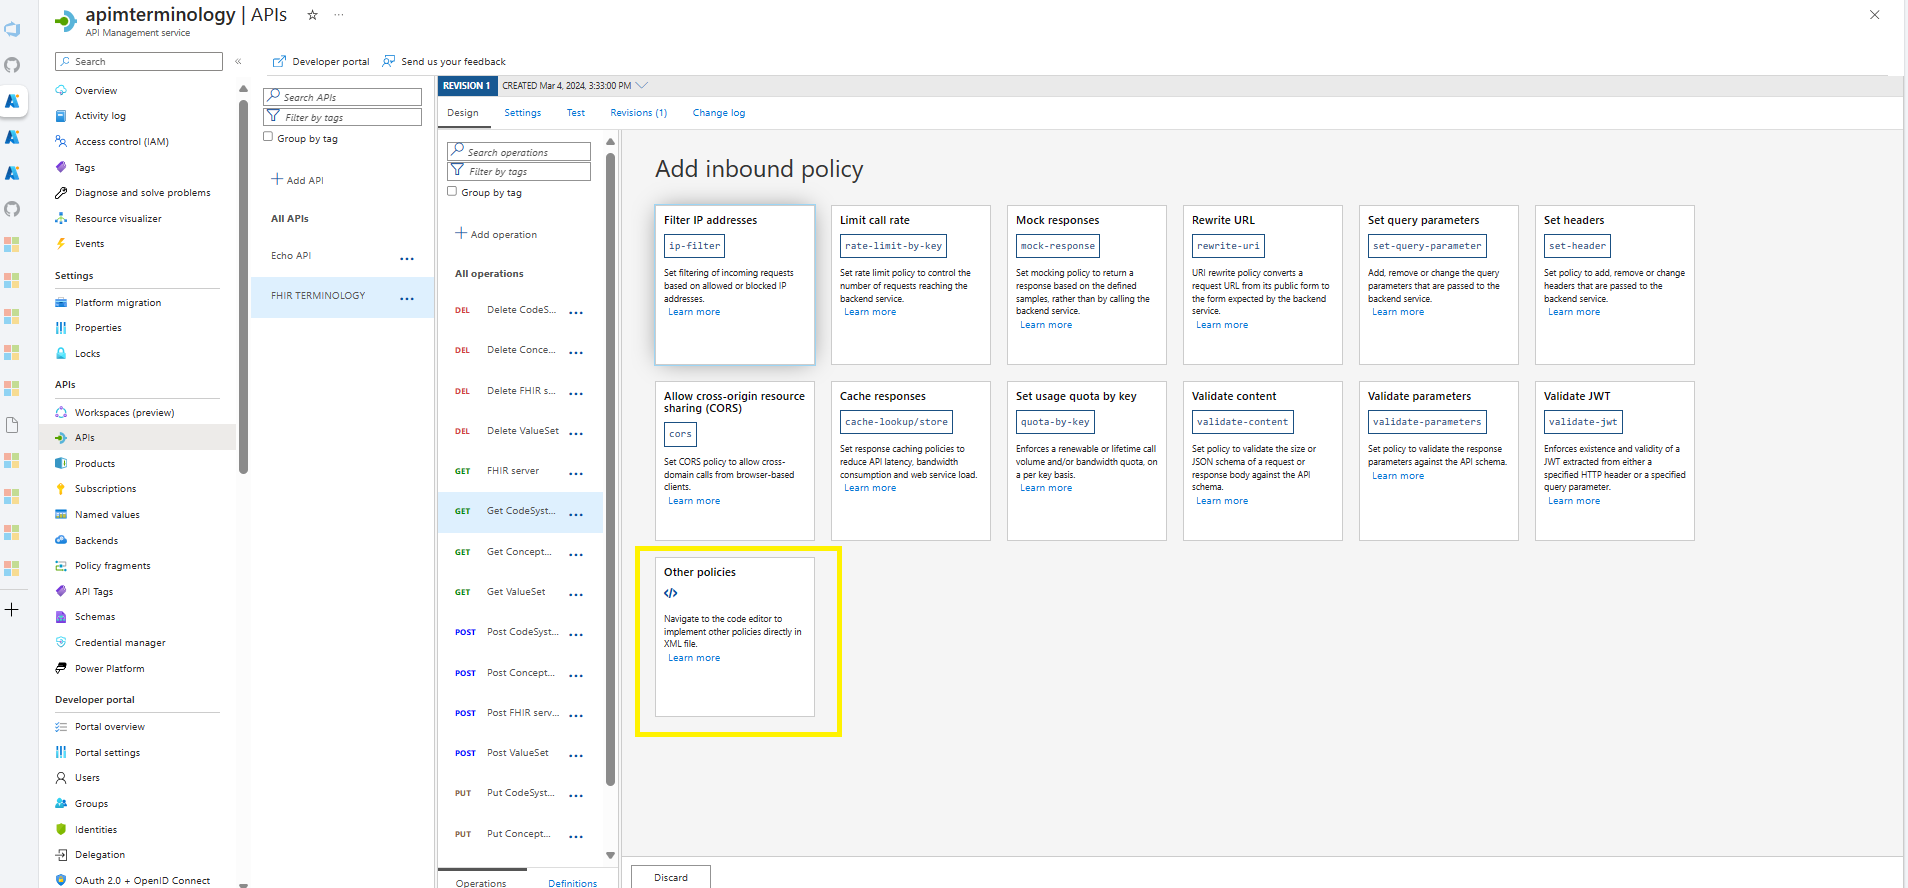 apimterminology | APIs
API Management service
Search
Developer portal
Send us your feedback
Overview
Activity log
Access control (IAM)
Tags
Diagnose and solve problems
Resource visualizer
Events
Settings
Platform migration
Properties
Locks
APIs
Workspaces (preview)
APIs
Products
Subscriptions
Named values
Backends
Policy fragments
API Tags
Schemas
Credential manager
Power Platform
Developer portal
Portal overview
Portal settings
Users
Groups
Identities
Delegation
OAuth 2.0 + OpenID Connect
Search APIs
Filter by tags
Group by tag
Add API
All APIs
Echo API
FHIR TERMINOLOGY
REVISION 1
CREATED Mar 4, 2024, 3:33:00 PM
Design
Settings
Test
Revisions (1)
Change log
Search operations
Filter by tags
Group by tag
Add operation
All operations
DEL Delete CodeS...
DEL Delete Conce...
DEL Delete FHIR s...
DEL Delete ValueSet
GET FHIR server
GET Get CodeSyst...
GET Get Concept...
GET Get ValueSet
POST Post CodeSyst...
POST Post Concept...
POST Post FHIR serv...
POST Post ValueSet
PUT Put CodeSyst...
PUT Put Concept...
Operations
Definitions
Add inbound policy
Filter IP addresses
ip-filter
Set filtering of incoming requests
based on allowed or blocked IP
addresses.
Learn more
Limit call rate
rate-limit-by-key
Set rate limit policy to control the
number of requests reaching the
backend service.
Learn more
Mock responses
mock-response
Set mocking policy to return a
response based on the defined
samples, rather than by calling the
backend service.
Learn more
Rewrite URL
rewrite-uri
URI rewrite policy converts a
request URL from its public form to
the form expected by the backend
service.
Learn more
Set query parameters
set-query-parameter
Add, remove or change the query
parameters that are passed to the
backend service.
Learn more
Set headers
set-header
Set policy to add, remove or change
headers that are passed to the
backend service.
Learn more
Allow cross-origin resource
sharing (CORS)
cors
Set CORS policy to allow cross-
domain calls from browser-based
clients.
Learn more
Cache responses
cache-lookup/store
Set response caching policies to
reduce API latency, bandwidth
consumption and web service load.
Learn more
Set usage quota by key
quota-by-key
Enforces a renewable or lifetime call
volume and/or bandwidth quota, on
a per key basis.
Learn more
Validate content
validate-content
Set policy to validate the size or
JSON schema of a request or
response body against the API
schema.
Learn more
Validate parameters
validate-parameters
Set policy to validate the response
parameters against the API schema.
Learn more
Validate JWT
validate-jwt
Enforces existence and validity of a
JWT extracted from either a
specified HTTP header or a specified
query parameter.
Learn more
Other policies
</>
Navigate to the code editor to
implement other policies directly in
XML file.
Learn more
Discard